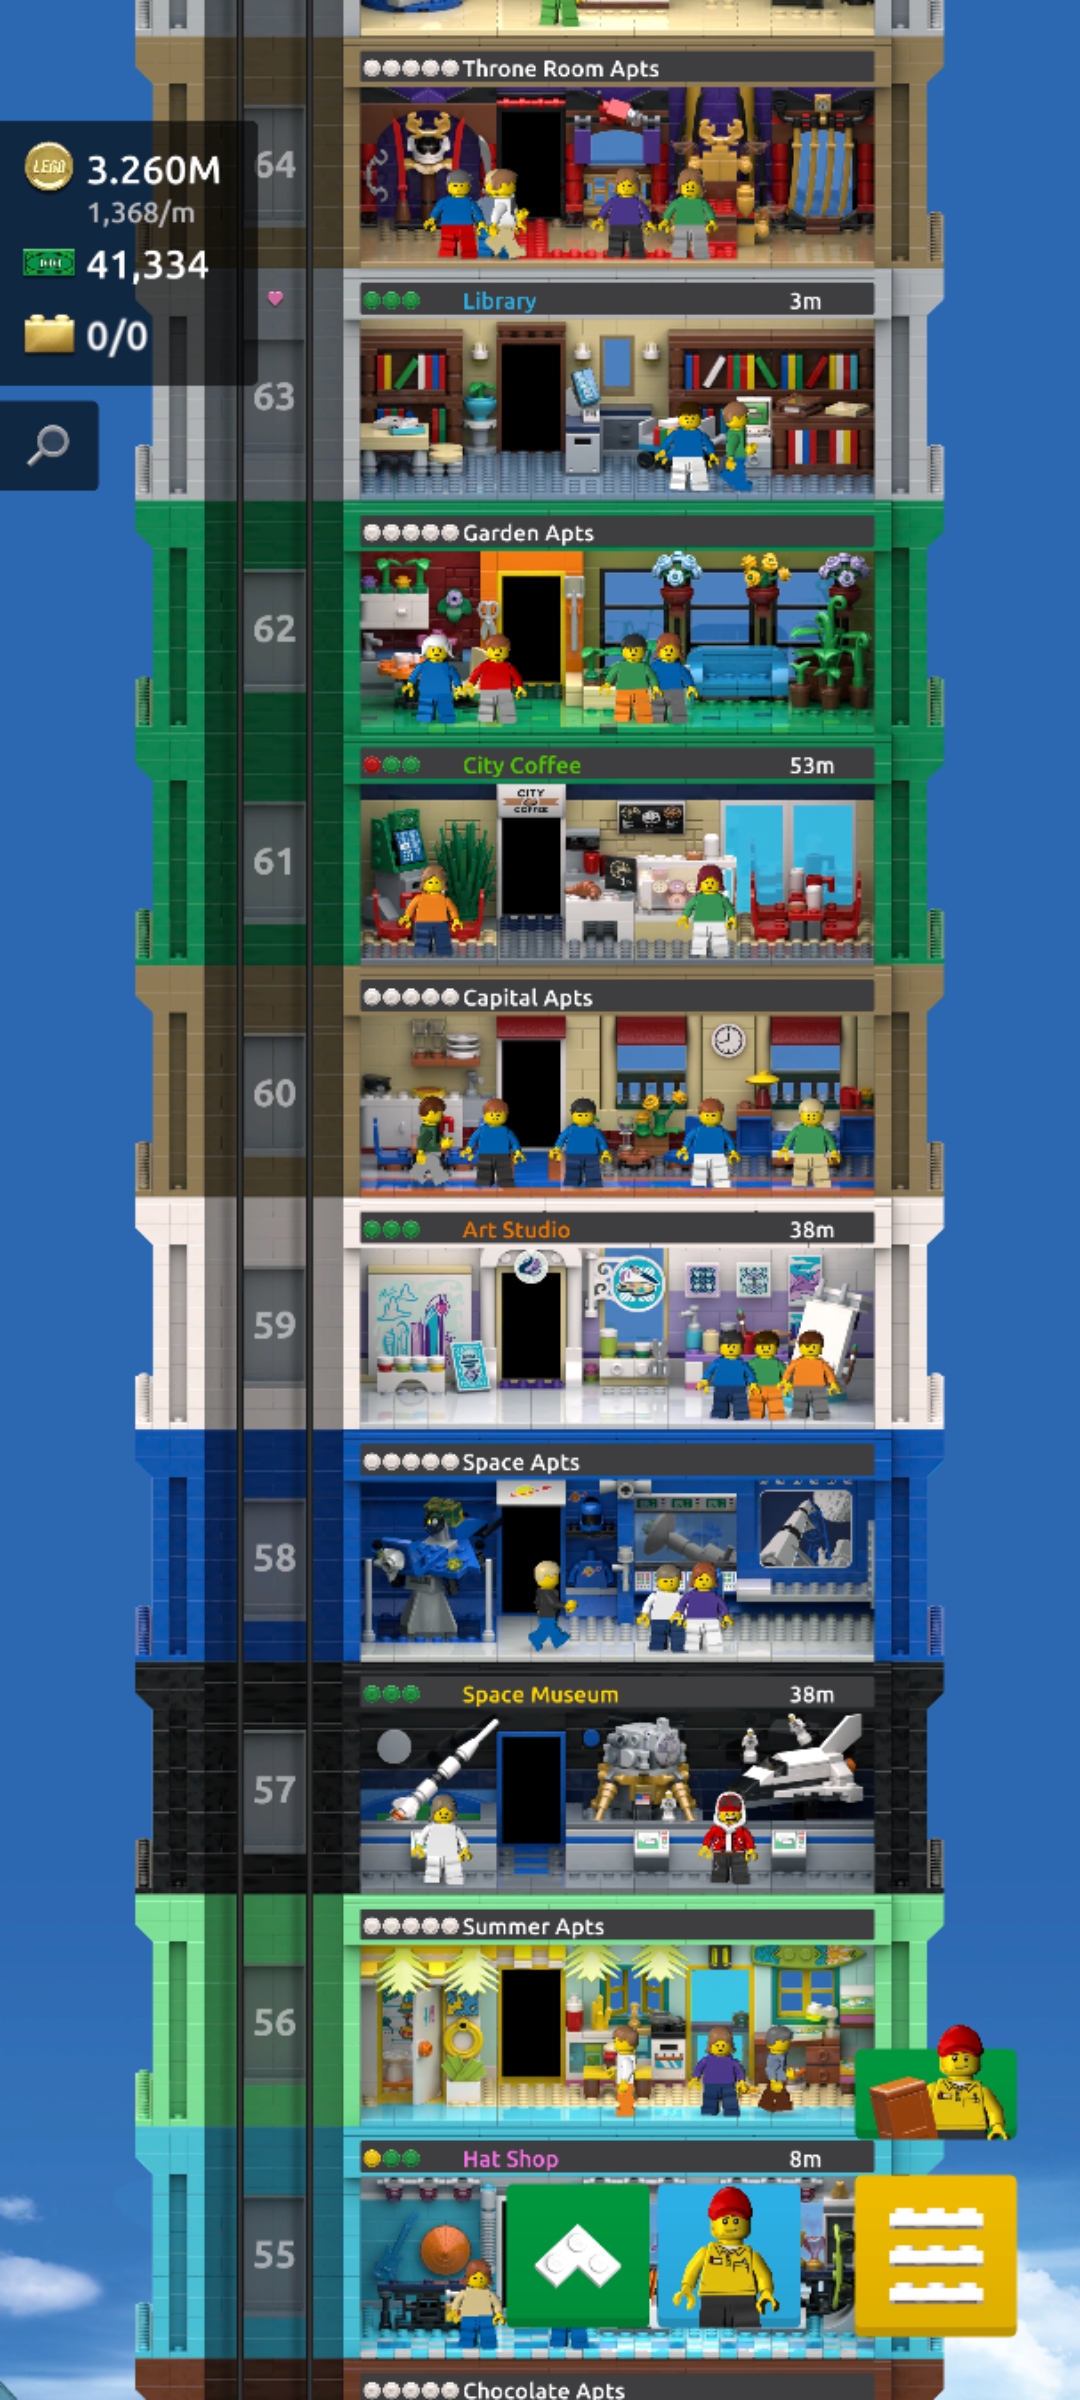 Throne Room Apts
64
LEGO
3.260M
1,368/m
41,334
0/0
Library 3m
63
Garden Apts
62
City Coffee 53m
CITY
COFFEE
61
Capital Apts
60
Art Studio 38m
59
Space Apts
58
Space Museum 38m
57
Summer Apts
56
Hat Shop 8m
55
Chocolate Apts